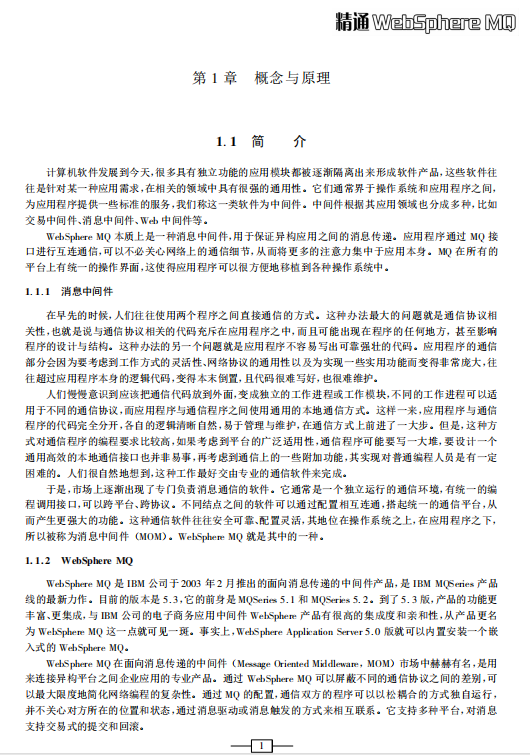 精通 WebSphere MQ
第 1 章 概念与原理
1.1 简 介
计算机软件发展到今天,很多具有独立功能的应用模块都被逐渐隔离出来形成软件产品,这些软件往
往是针对某一种应用需求,在相关的领域中具有很强的通用性。它们通常界于操作系统和应用程序之间,
为应用程序提供一些标准的服务,我们称这一类软件为中间件。中间件根据其应用领域也分成多种,比如
交易中间件、消息中间件、Web 中间件等。
WebSphere MQ 本质上是一种消息中间件,用于保证异构应用之间的消息传递。应用程序通过 MQ 接
口进行互连通信,可以不必关心网络上的通信细节,从而将更多的注意力集中于应用本身。MQ 在所有的
平台上有统一的操作界面,这使得应用程序可以很方便地移植到各种操作系统中。
1.1.1 消息中间件
在早先的时候,人们往往使用两个程序之间直接通信的方式。这种办法最大的问题就是通信协议相
关性,也就是说与通信协议相关的代码充斥在应用程序之中,而且可能出现在程序的任何地方,甚至影响
程序的设计与结构。这种办法的另一个问题就是应用程序不容易写出可靠强壮的代码。应用程序的通信
部分会因为要考虑到工作方式的灵活性、网络协议的通用性以及为实现一些实用功能而变得非常庞大,往
往超过应用程序本身的逻辑代码,变得本末倒置,且代码很难写好,也很难维护。
人们慢慢意识到应该把通信代码放到外面,变成独立的工作进程或工作模块,不同的工作进程可以适
用于不同的通信协议,而应用程序与通信程序之间使用通用的本地通信方式。这样一来,应用程序与通信
程序的代码完全分开,各自的逻辑清晰自然,易于管理与维护,在通信方式上前进了一大步。但是,这种方
式对通信程序的编程要求比较高,如果考虑到平台的广泛适用性,通信程序可能要写一大堆,要设计一个
通用高效的本地通信接口也并非易事,再考虑到通信上的一些附加功能,其实现对普通编程人员是有一定
困难的。人们很自然地想到,这种工作最好交由专业的通信软件来完成。
于是,市场上逐渐出现了专门负责消息通信的软件。它通常是一个独立运行的通信环境,有统一的编
程调用接口,可以跨平台、跨协议。不同结点之间的软件可以通过配置相互连通,搭起统一的通信平台,从
而产生更强大的功能。这种通信软件往往安全可靠、配置灵活,其地位在操作系统之上,在应用程序之下,
所以被称为消息中间件(MOM)。WebSphere MQ 就是其中的一种。
1.1.2 WebSphere MQ
WebSphere MQ 是 IBM 公司于 2003 年 2 月推出的面向消息传递的中间件产品,是 IBM MQSeries 产品
线的最新力作。目前的版本是 5.3,它的前身是 MQSeries 5.1 和 MQSeries 5.2。到了 5.3 版,产品的功能更
丰富、更集成,与 IBM 公司的电子商务应用中间件 WebSphere 产品有很高的集成度和亲和性,从产品更名
为 WebSphere MQ 这一点就可见一斑。事实上,WebSphere Application Server 5.0 版就可以内置安装一个嵌
入式的 WebSphere MQ。
WebSphere MQ 在面向消息传递的中间件(Message Oriented Middleware,MOM)市场中赫赫有名,是用
来连接异构平台之间企业应用的专业产品。通过 WebSphere MQ 可以屏蔽不同的通信协议之间的差别,可
以最大限度地简化网络编程的复杂性。通过 MQ 的配置,通信双方的程序可以以松耦合的方式独自运行,
并不关心对方所在的位置和状态,通过消息驱动或消息触发的方式来相互联系。它支持多种平台,对消息
支持交易式的提交和回滚。
1